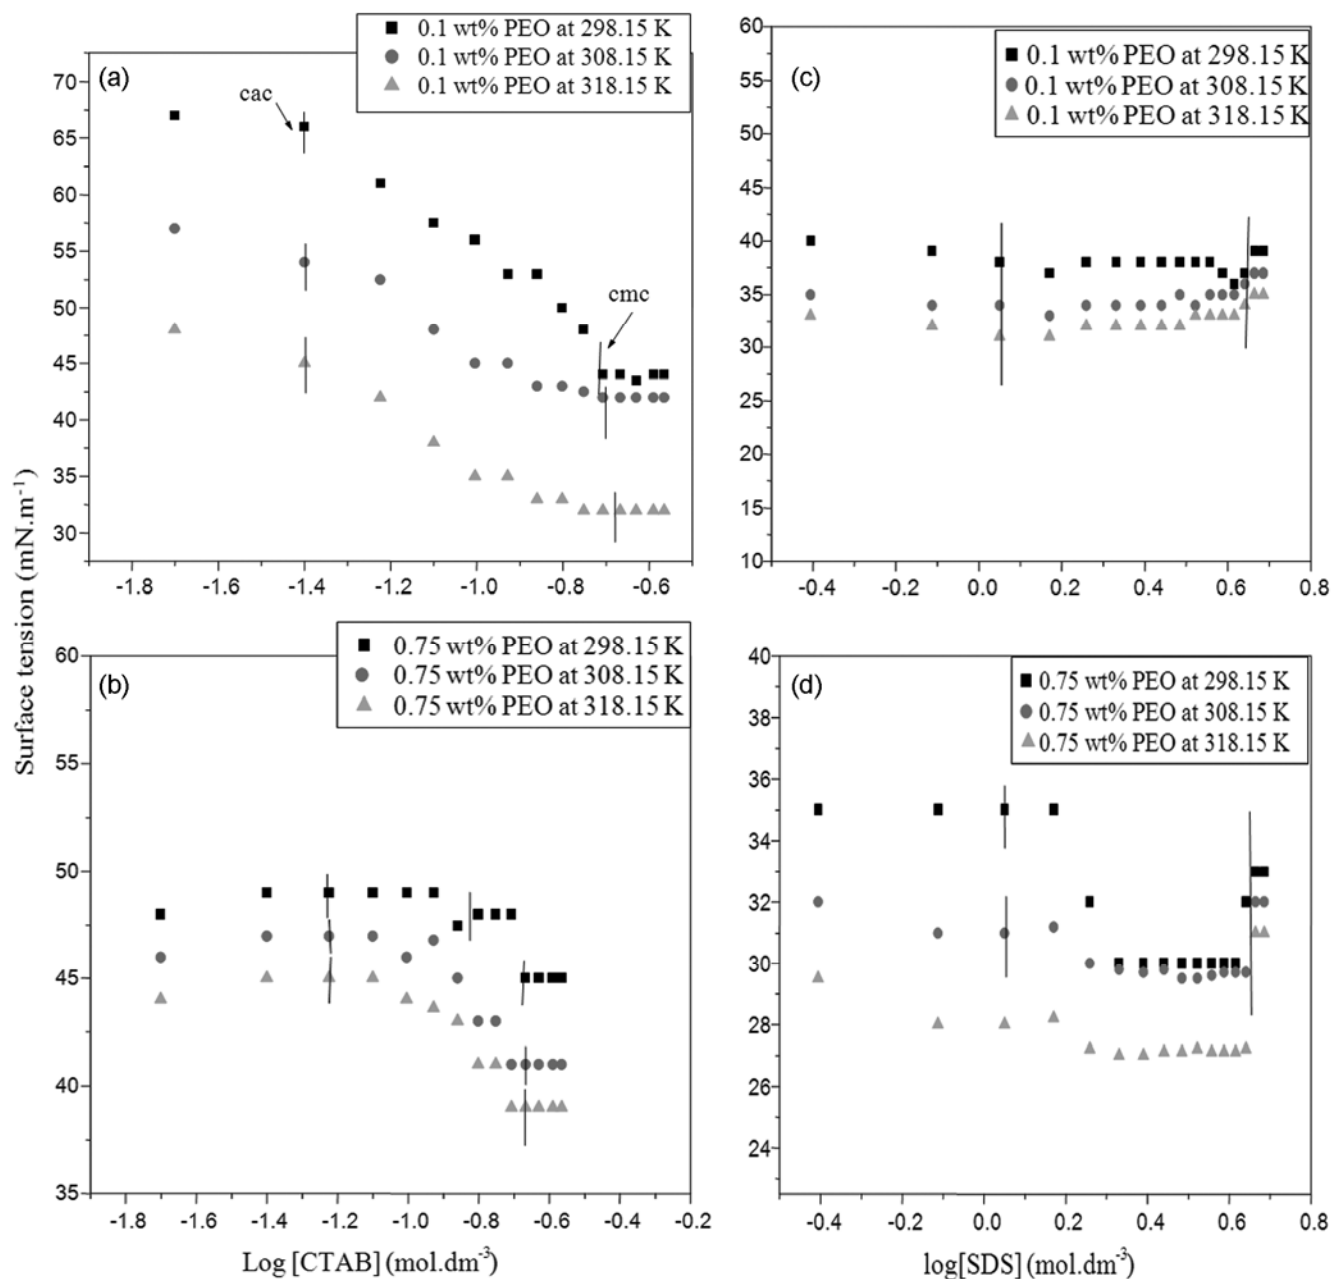 (a)
0.1 wt% PEO at 298.15 K
0.1 wt% PEO at 308.15 K
0.1 wt% PEO at 318.15 K
cac
cmc
70
65
60
55
50
45
40
35
30
-1.8 -1.6 -1.4 -1.2 -1.0 -0.8 -0.6
(c)
0.1 wt% PEO at 298.15 K
0.1 wt% PEO at 308.15 K
0.1 wt% PEO at 318.15 K
60
55
50
45
40
35
30
25
20
15
10
-0.4 -0.2 0.0 0.2 0.4 0.6 0.8
Surface tension (mN.m-1)
(b)
0.75 wt% PEO at 298.15 K
0.75 wt% PEO at 308.15 K
0.75 wt% PEO at 318.15 K
60
55
50
45
40
35
-1.8 -1.6 -1.4 -1.2 -1.0 -0.8 -0.6 -0.4 -0.2
Log [CTAB] (mol.dm-3)
(d)
0.75 wt% PEO at 298.15 K
0.75 wt% PEO at 308.15 K
0.75 wt% PEO at 318.15 K
40
38
36
34
32
30
28
26
24
-0.4 -0.2 0.0 0.2 0.4 0.6 0.8
log[SDS] (mol.dm-3)